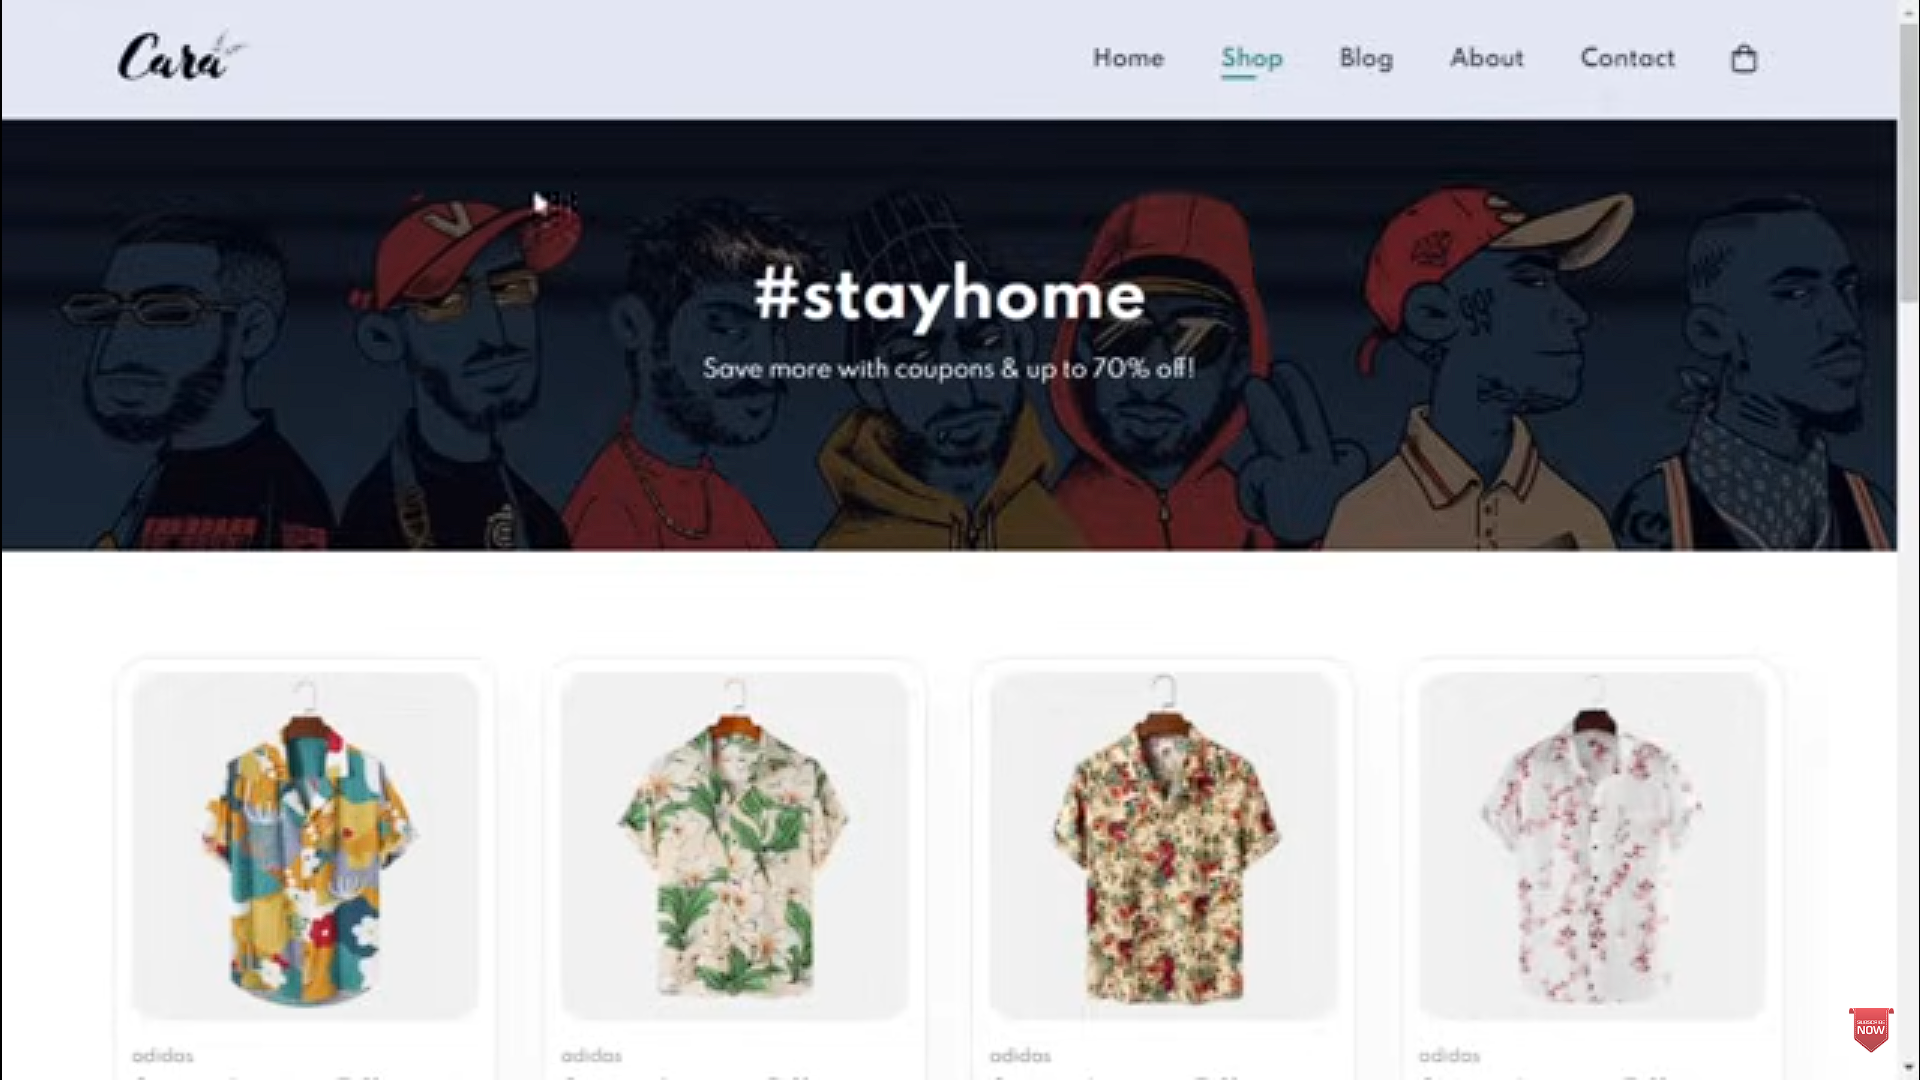 Cara
Home Shop Blog About Contact
#stayhome
Save more with coupons & up to 70% off!
adidas adidas adidas adidas
SUBSCRIBE
NOW